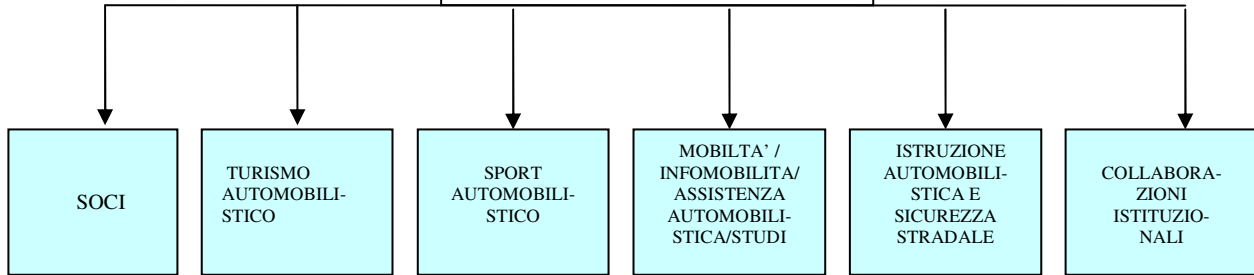 SOCI
TURISMO
AUTOMOBILI-
STICO
SPORT
AUTOMOBILI-
STICO
MOBILTA’ /
INFOMOBILITA/
ASSISTENZA
AUTOMOBILI-
STICA/STUDI
ISTRUZIONE
AUTOMOBILI-
STICA E
SICUREZZA
STRADALE
COLLABORA-
ZIONI
ISTITUZIO-
NALI